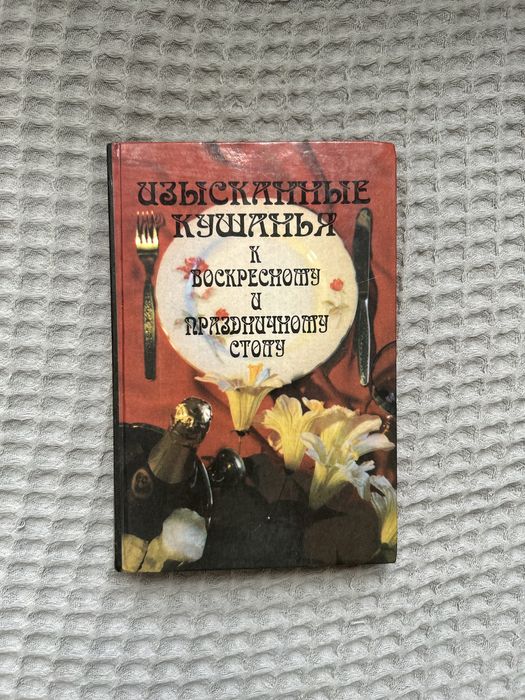 ИЗЫСКАННЫЕ
КУШАНЬЯ
К
ВОСКРЕСНОМУ
И
ПРАЗДНИЧНОМУ
СТОЛУ